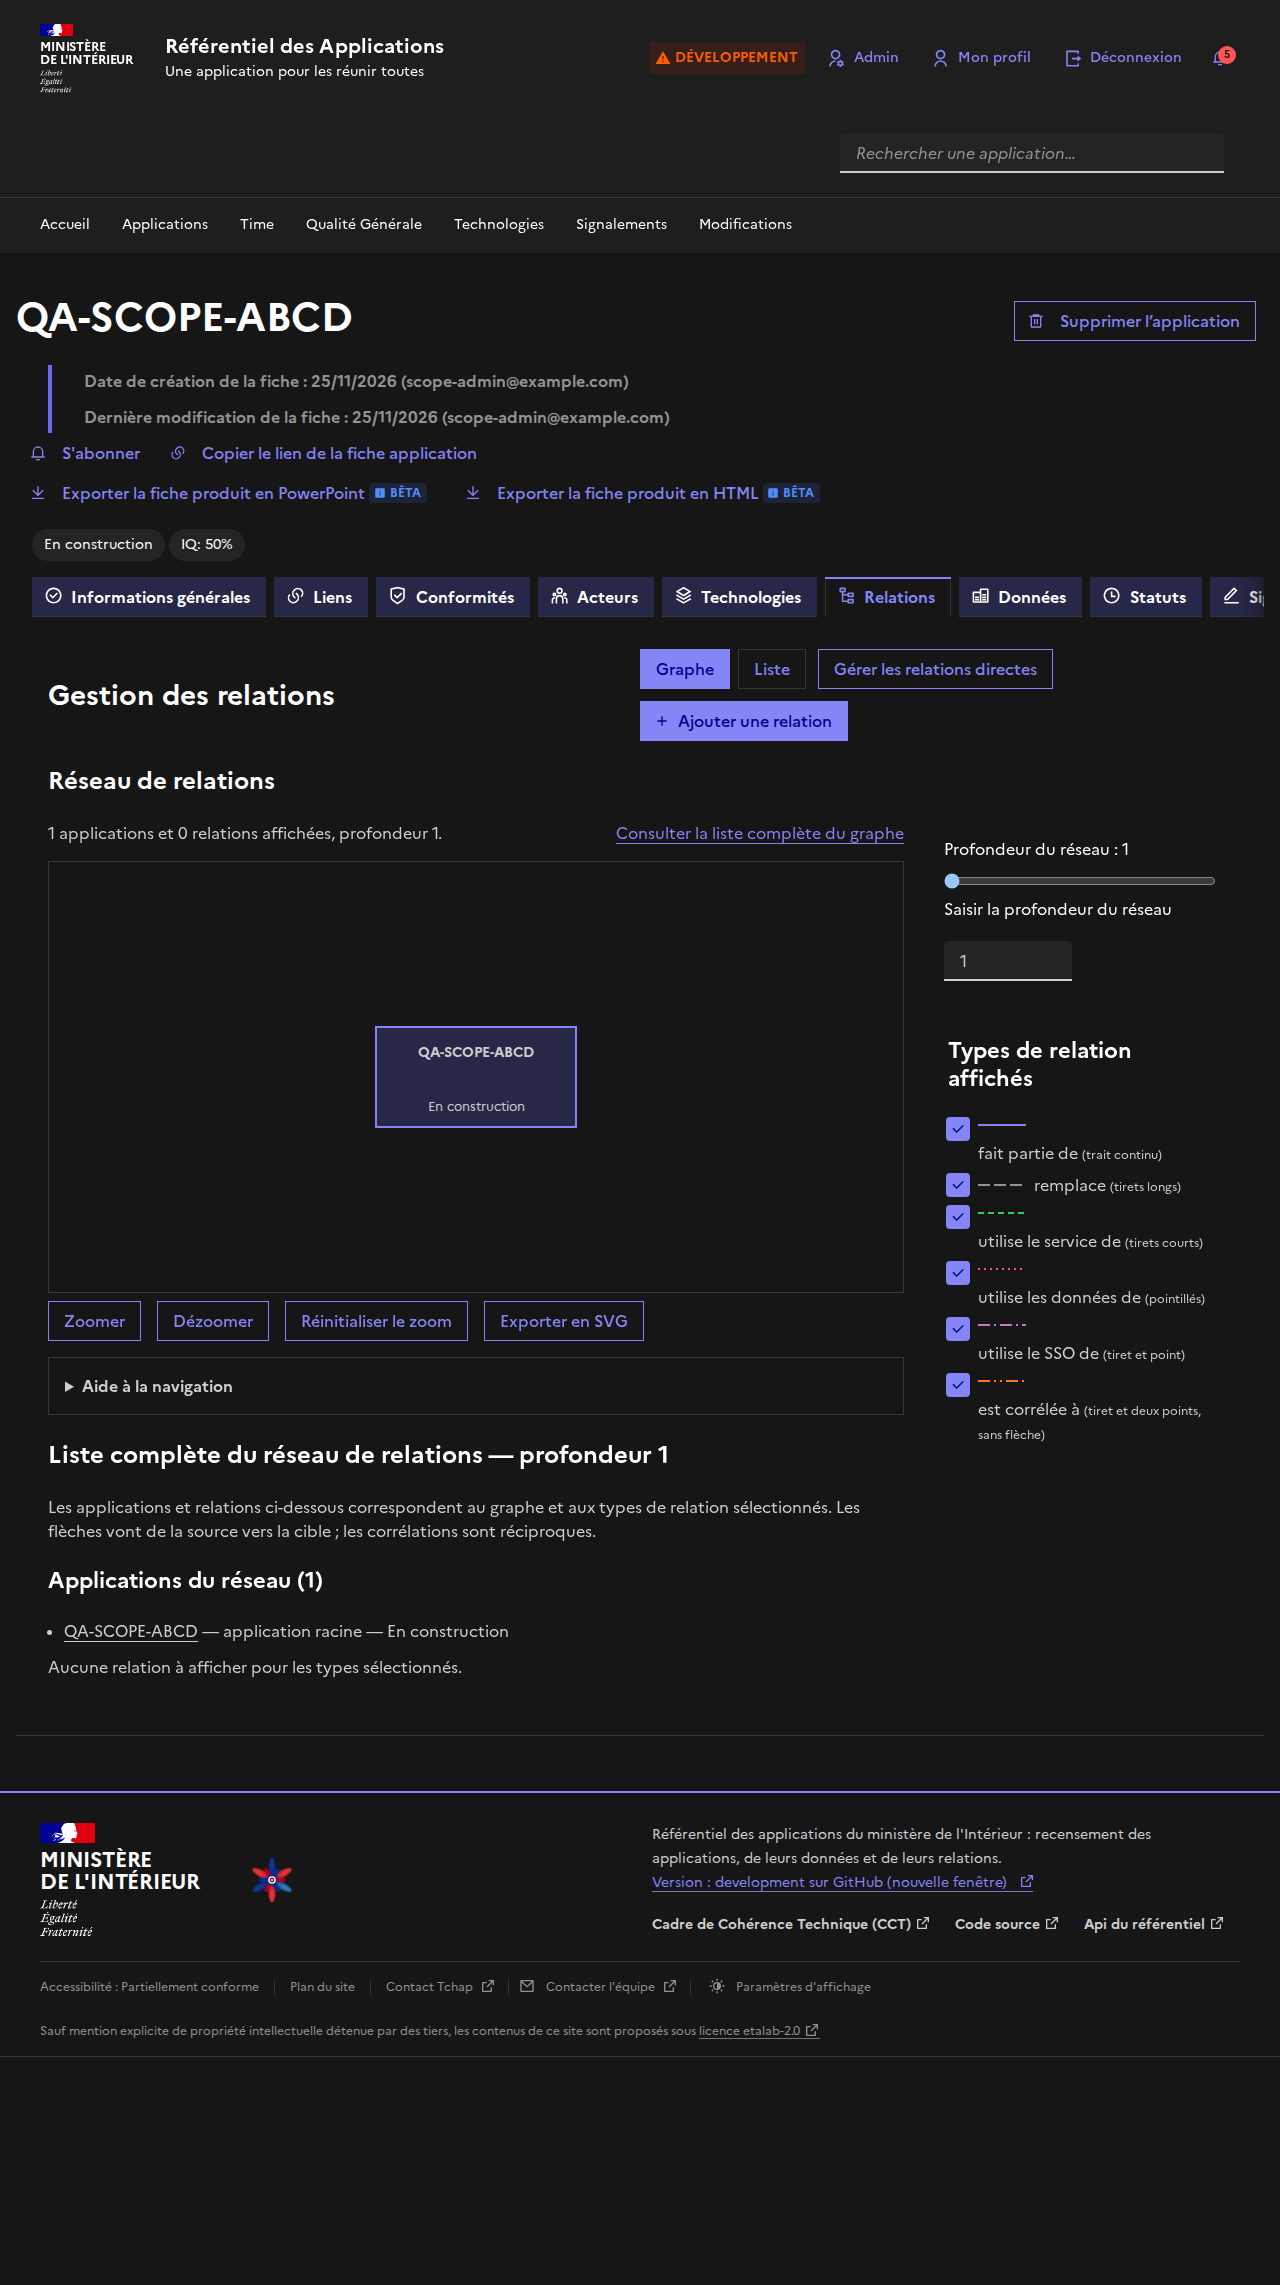 MINISTÈRE
DE L'INTÉRIEUR
Liberté
Égalité
Fraternité
Référentiel des Applications
Une application pour les réunir toutes
DÉVELOPPEMENT
Admin
Mon profil
Déconnexion
5
Rechercher une application…
Accueil
Applications
Time
Qualité Générale
Technologies
Signalements
Modifications
QA-SCOPE-ABCD
Supprimer l’application
Date de création de la fiche : 25/11/2026 (scope-admin@example.com)
Dernière modification de la fiche : 25/11/2026 (scope-admin@example.com)
S'abonner
Copier le lien de la fiche application
Exporter la fiche produit en PowerPoint BÊTA
Exporter la fiche produit en HTML BÊTA
En construction
IQ: 50%
Informations générales
Liens
Conformités
Acteurs
Technologies
Relations
Données
Statuts
Gestion des relations
Graphe
Liste
Gérer les relations directes
Ajouter une relation
Réseau de relations
1 applications et 0 relations affichées, profondeur 1.
Consulter la liste complète du graphe
QA-SCOPE-ABCD
En construction
Profondeur du réseau : 1
Saisir la profondeur du réseau
1
Types de relation
affichés
fait partie de (trait continu)
remplace (tirets longs)
utilise le service de (tirets courts)
utilise les données de (pointillés)
utilise le SSO de (tiret et point)
est corrélée à (tiret et deux points,
sans flèche)
Zoomer
Dézoomer
Réinitialiser le zoom
Exporter en SVG
Aide à la navigation
Liste complète du réseau de relations — profondeur 1
Les applications et relations ci-dessous correspondent au graphe et aux types de relation sélectionnés. Les
flèches vont de la source vers la cible ; les corrélations sont réciproques.
Applications du réseau (1)
QA-SCOPE-ABCD — application racine — En construction
Aucune relation à afficher pour les types sélectionnés.
MINISTÈRE
DE L'INTÉRIEUR
Liberté
Égalité
Fraternité
Référentiel des applications du ministère de l'Intérieur : recensement des
applications, de leurs données et de leurs relations.
Version : development sur GitHub (nouvelle fenêtre)
Cadre de Cohérence Technique (CCT)
Code source
Api du référentiel
Accessibilité : Partiellement conforme
Plan du site
Contact Tchap
Contacter l'équipe
Paramètres d'affichage
Sauf mention explicite de propriété intellectuelle détenue par des tiers, les contenus de ce site sont proposés sous licence etalab-2.0